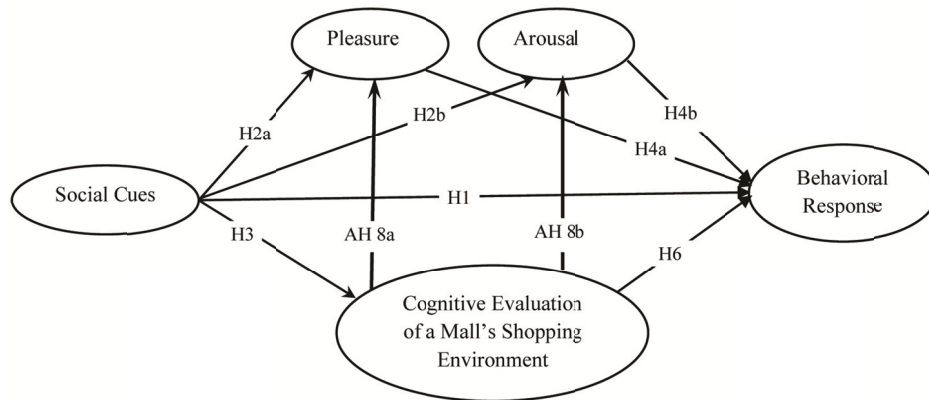 Pleasure
Arousal
H2a
H2b
H4b
H4a
Social Cues
H1
Behavioral
Response
H3
AH 8a
AH 8b
H6
Cognitive Evaluation
of a Mall's Shopping
Environment